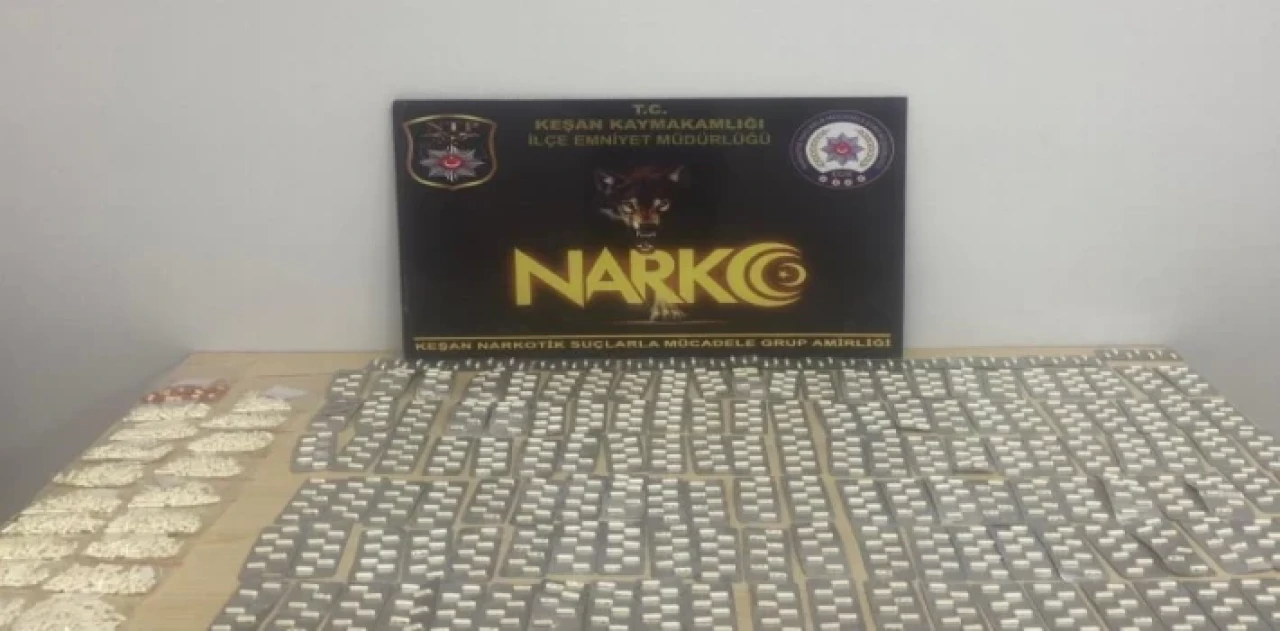 T.C.
KEŞAN KAYMAKAMLIĞI
İLÇE EMNİYET MÜDÜRLÜĞÜ
NARKO
KEŞAN NARKOTİK SUÇLARLA MÜCADELE GRUP AMİRLİĞİ